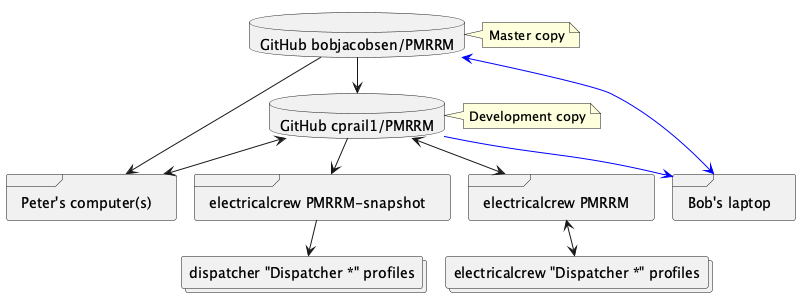 GitHub bobjacobsen/PMRRM
Master copy
GitHub cprail1/PMRRM
Development copy
Peter's computer(s)
electricalcrew PMRRM-snapshot
electricalcrew PMRRM
Bob's laptop
dispatcher "Dispatcher *" profiles
electricalcrew "Dispatcher *" profiles